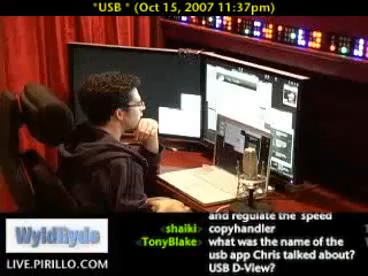 *USB * (Oct 15, 2007 11:37pm)
WyldRyde
LIVE.PIRILLO.COM
and regulate the speed
<shaiki> copyhandler
<TonyBlake> what was the name of the
usb app Chris talked about?
USB D-View?